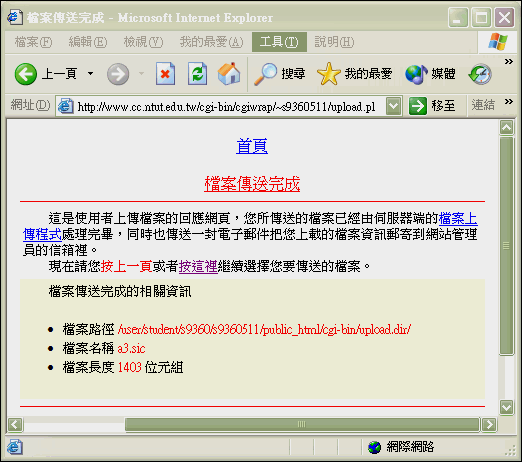 檔案傳送完成 - Microsoft Internet Explorer
檔案(F) 編輯(E) 檢視(V) 我的最愛(A) 工具(T) 說明(H)
上一頁 搜尋 我的最愛 媒體
網址(D) http://www.cc.ntut.edu.tw/cgi-bin/cgiwrap/~s9360511/upload.pl 移至 連結
首頁
檔案傳送完成
這是使用者上傳檔案的回應網頁，您所傳送的檔案已經由伺服器端的檔案上
傳程式處理完畢，同時也傳送一封電子郵件把您上載的檔案資訊郵寄到網站管理
員的信箱裡。
現在請您按上一頁或者按這裡繼續選擇您要傳送的檔案。
檔案傳送完成的相關資訊
檔案路徑 /user/student/s9360/s9360511/public_html/cgi-bin/upload.dir/
檔案名稱 a3.sic
檔案長度 1403 位元組
網際網路